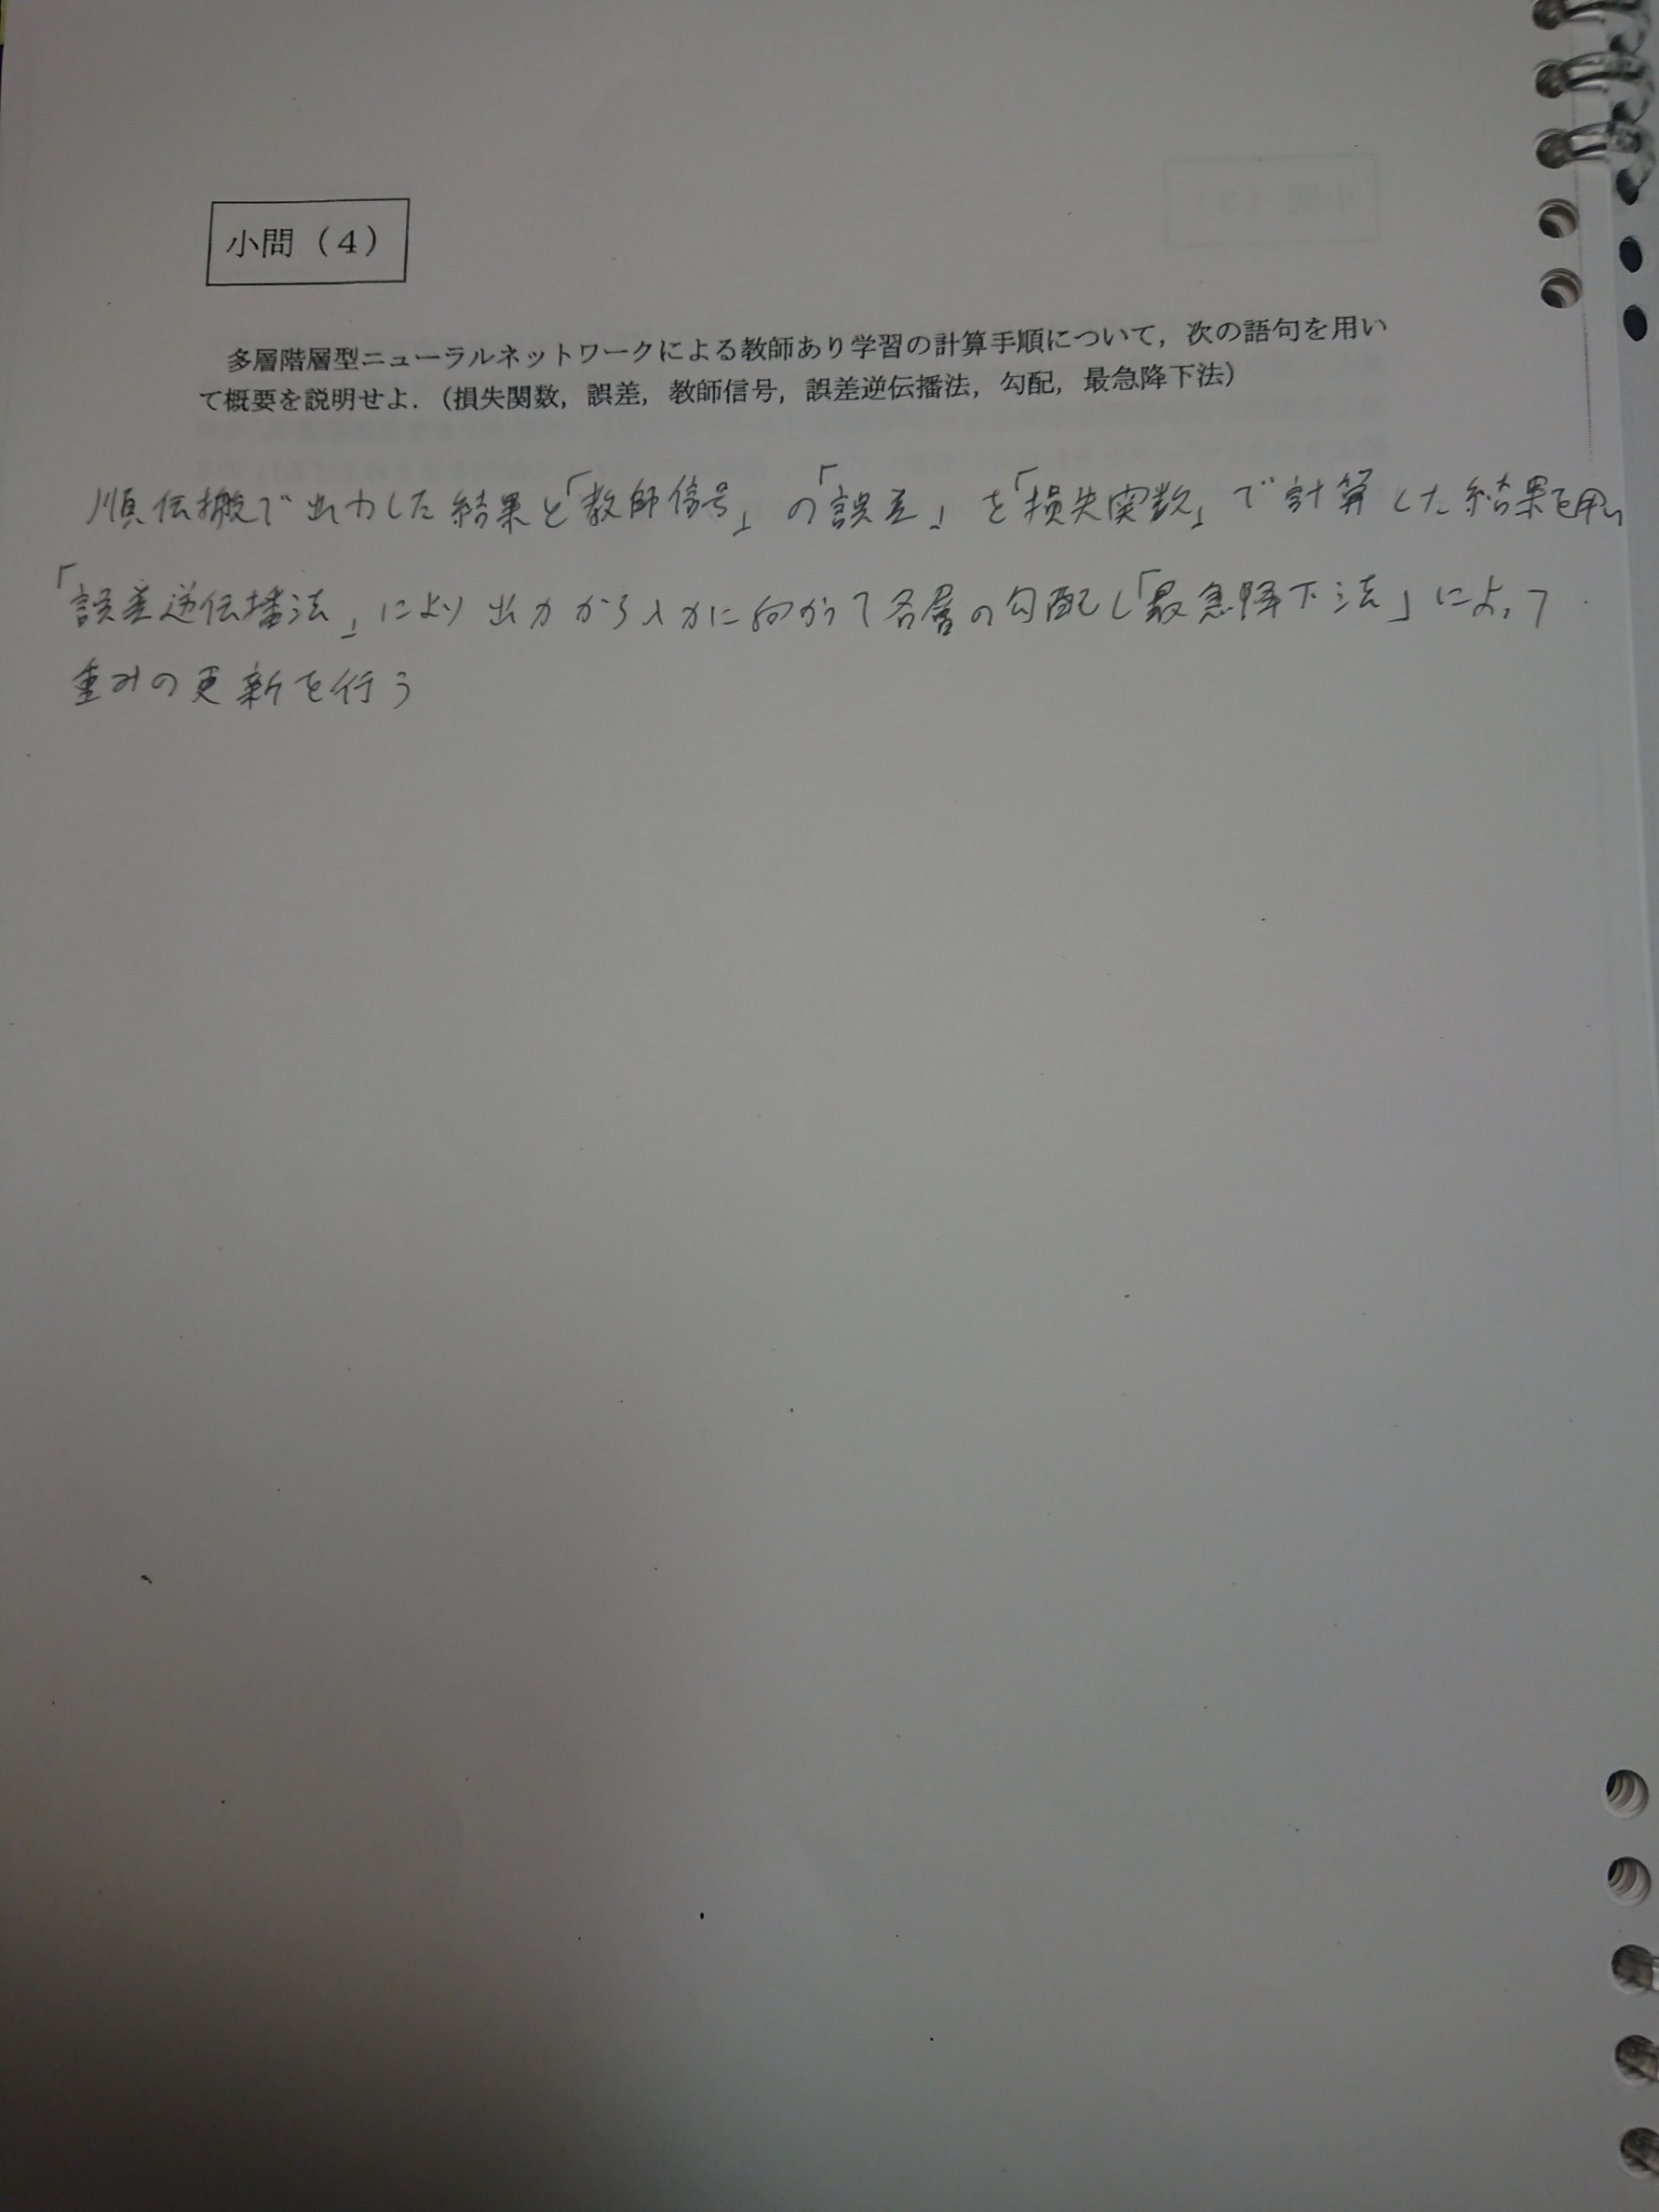 小問（４）
多層階層型ニューラルネットワークによる教師あり学習の計算手順について，次の語句を用い
て概要を説明せよ．（損失関数，誤差，教師信号，誤差逆伝播法，勾配，最急降下法）
順伝搬で出力した結果と「教師信号」の「誤差」を「損失実数」で計算した結果を用い
「誤差逆伝播法」により出力から入力に向かって各層の勾配し「最急降下法」によって
重みの更新を行う